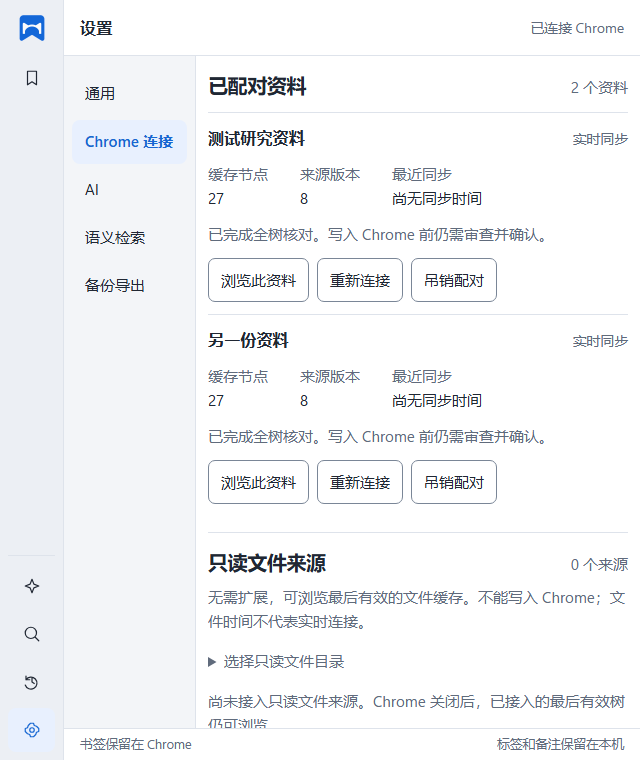 设置
已连接 Chrome
通用
Chrome 连接
AI
语义检索
备份导出
已配对资料
2 个资料
测试研究资料
实时同步
缓存节点 来源版本 最近同步
27 8 尚无同步时间
已完成全树核对。写入 Chrome 前仍需审查并确认。
浏览此资料 重新连接 吊销配对
另一份资料
实时同步
缓存节点 来源版本 最近同步
27 8 尚无同步时间
已完成全树核对。写入 Chrome 前仍需审查并确认。
浏览此资料 重新连接 吊销配对
只读文件来源
0 个来源
无需扩展，可浏览最后有效的文件缓存。不能写入 Chrome；文
件时间不代表实时连接。
选择只读文件目录
尚未接入只读文件来源。Chrome 关闭后，已接入的最后有效树
仍可浏览
书签保留在 Chrome
标签和备注保留在本机